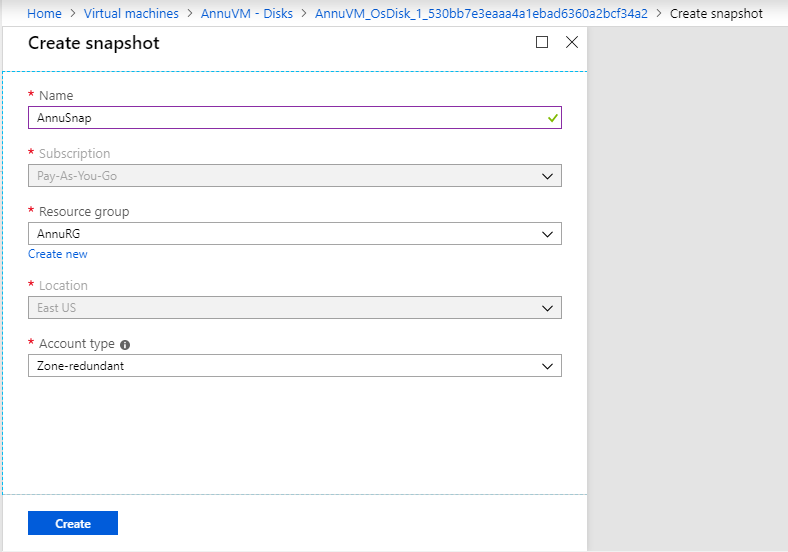 Home > Virtual machines > AnnuVM - Disks > AnnuVM_OsDisk_1_530bb7e3eaaa4a1ebad6360a2bcf34a2 > Create snapshot
Create snapshot
* Name
AnnuSnap
* Subscription
Pay-As-You-Go
* Resource group
AnnuRG
Create new
* Location
East US
* Account type
Zone-redundant
Create